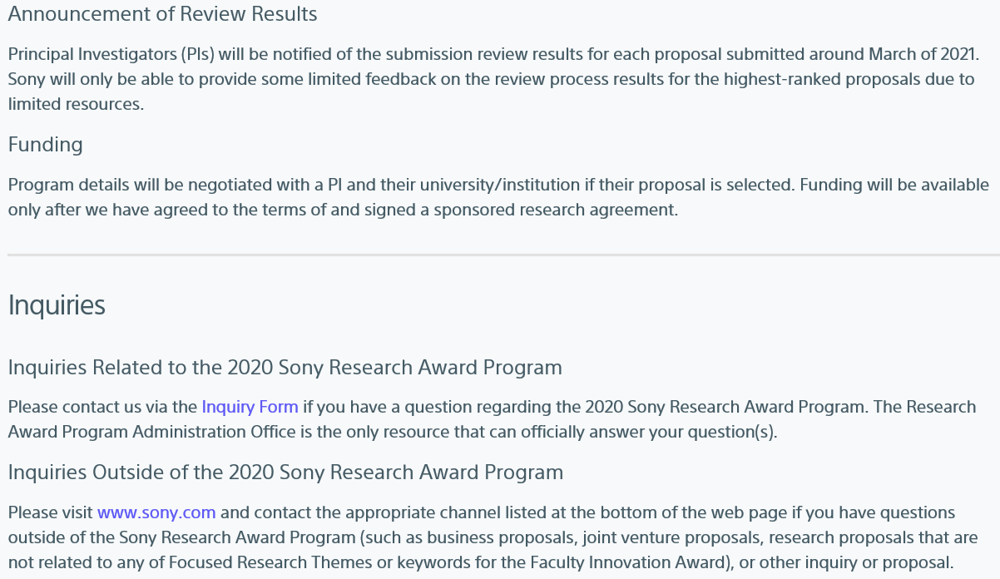 Announcement of Review Results
Principal Investigators (PIs) will be notified of the submission review results for each proposal submitted around March of 2021.
Sony will only be able to provide some limited feedback on the review process results for the highest-ranked proposals due to
limited resources.
Funding
Program details will be negotiated with a PI and their university/institution if their proposal is selected. Funding will be available
only after we have agreed to the terms of and signed a sponsored research agreement.
Inquiries
Inquiries Related to the 2020 Sony Research Award Program
Please contact us via the Inquiry Form if you have a question regarding the 2020 Sony Research Award Program. The Research
Award Program Administration Office is the only resource that can officially answer your question(s).
Inquiries Outside of the 2020 Sony Research Award Program
Please visit www.sony.com and contact the appropriate channel listed at the bottom of the web page if you have questions
outside of the Sony Research Award Program (such as business proposals, joint venture proposals, research proposals that are
not related to any of Focused Research Themes or keywords for the Faculty Innovation Award), or other inquiry or proposal.